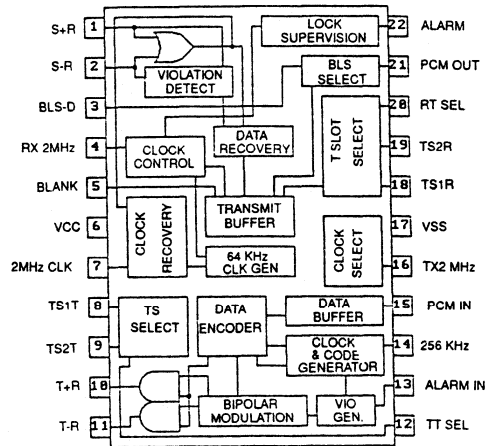 S+R 1
S-R 2
BLS-D 3
RX 2MHz 4
BLANK 5
VCC 6
2MHz CLK 7
TS1T 8
TS2T 9
T+R 10
T-R 11
22 ALARM
21 PCM OUT
20 RT SEL
19 TS2R
18 TS1R
17 VSS
16 TX2 MHz
15 PCM IN
14 256 KHz
13 ALARM IN
12 TT SEL
LOCK
SUPERVISION
VIOLATION
DETECT
BLS
SELECT
CLOCK
CONTROL
DATA
RECOVERY
T SLOT
SELECT
TRANSMIT
BUFFER
CLOCK
RECOVERY
64 KHz
CLK GEN
CLOCK
SELECT
TS
SELECT
DATA
ENCODER
DATA
BUFFER
CLOCK
& CODE
GENERATOR
BIPOLAR
MODULATION
VIO
GEN.